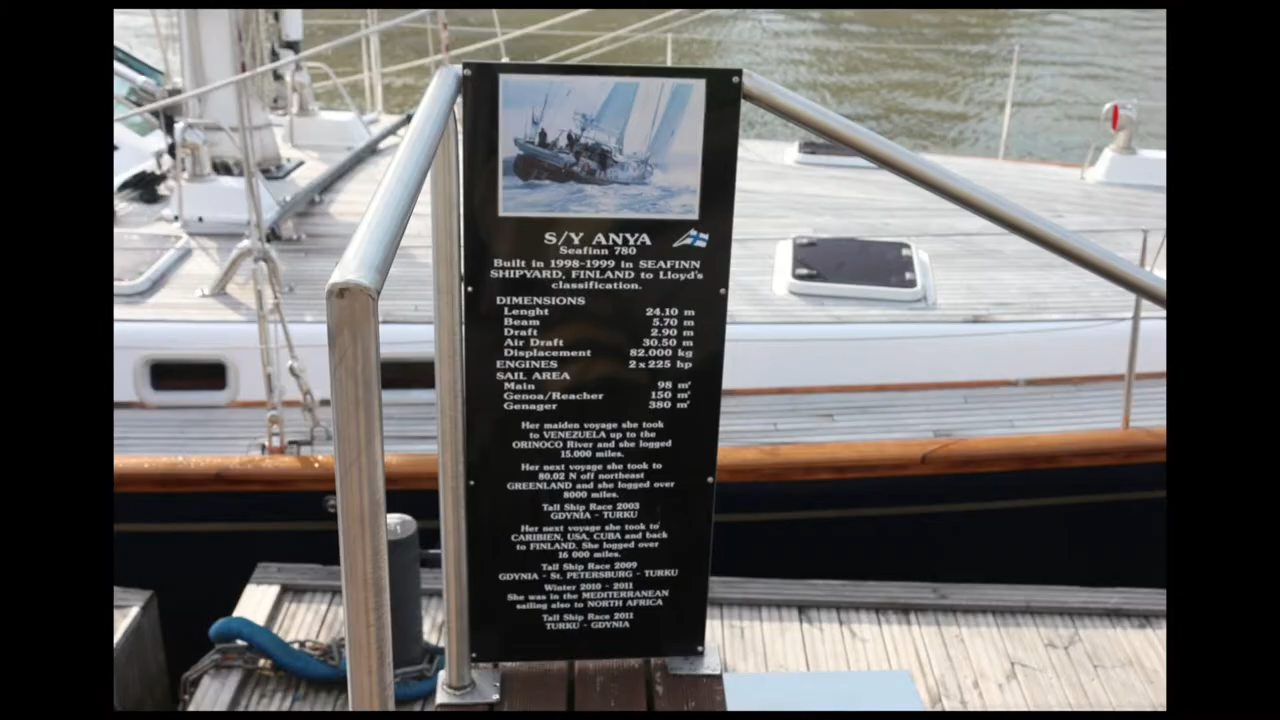 S/Y ANYA
Seafinn 780
Built in 1998-1999 in SEAFINN
SHIPYARD, FINLAND to Lloyd's
classification.
DIMENSIONS
Lenght 24.10 m
Beam 5.70 m
Draft 2.90 m
Air Draft 30.50 m
Displacement 82.000 kg
ENGINES 2 x 225 hp
SAIL AREA
Main 98 m²
Genoa/Reacher 150 m²
Genager 380 m²
Her maiden voyage she took
to VENEZUELA up to the
ORINOCO River and she logged
15.000 miles.
Her next voyage she took to
80.02 N off northeast
GREENLAND and she logged over
8000 miles.
Tall Ship Race 2003
GDYNIA - TURKU
Her next voyage she took to
CARIBIEN, USA, CUBA and back
to FINLAND. She logged over
16 000 miles.
Tall Ship Race 2009
GDYNIA - St. PETERSBURG - TURKU
Winter 2010 - 2011
She was in the MEDITERRANEAN
sailing also to NORTH AFRICA
Tall Ship Race 2011
TURKU - GDYNIA